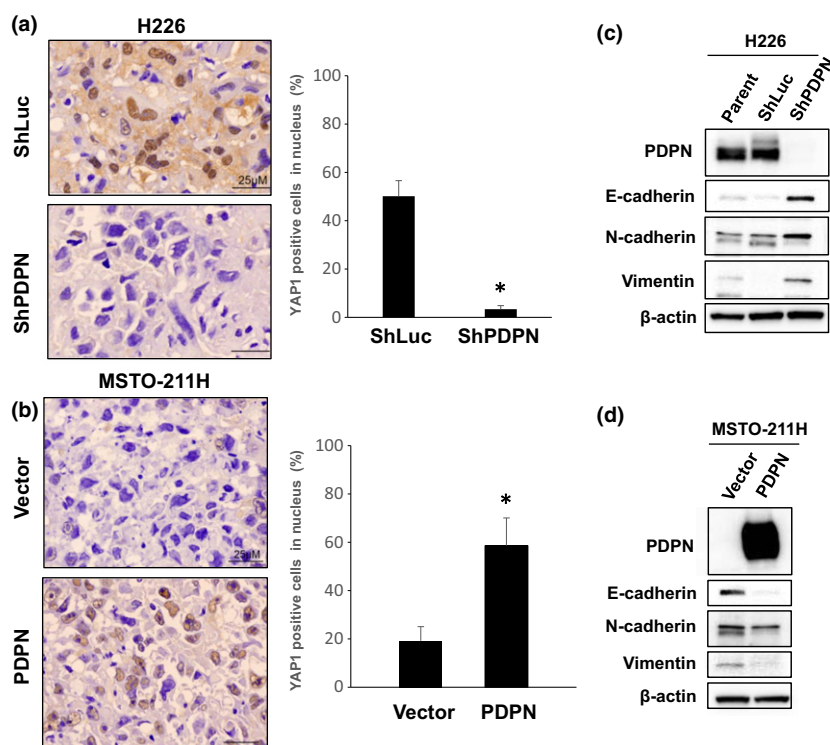 (a)
H226
ShLuc
25μM
ShPDPN
YAP1 positive cells in nucleus (%)
100
80
60
40
20
0
*
ShLuc ShPDPN
(b)
MSTO-211H
Vector
25μM
PDPN
YAP1 positive cells in nucleus (%)
100
80
60
40
20
0
*
Vector PDPN
(c)
H226
Parent ShLuc ShPDPN
PDPN
E-cadherin
N-cadherin
Vimentin
β-actin
(d)
MSTO-211H
Vector PDPN
PDPN
E-cadherin
N-cadherin
Vimentin
β-actin